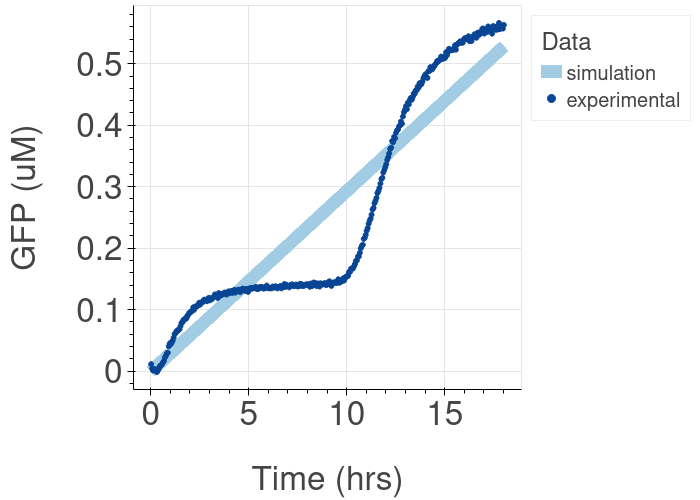 GFP (uM)
0.5
0.4
0.3
0.2
0.1
0
0 5 10 15
Time (hrs)
Data
simulation
experimental